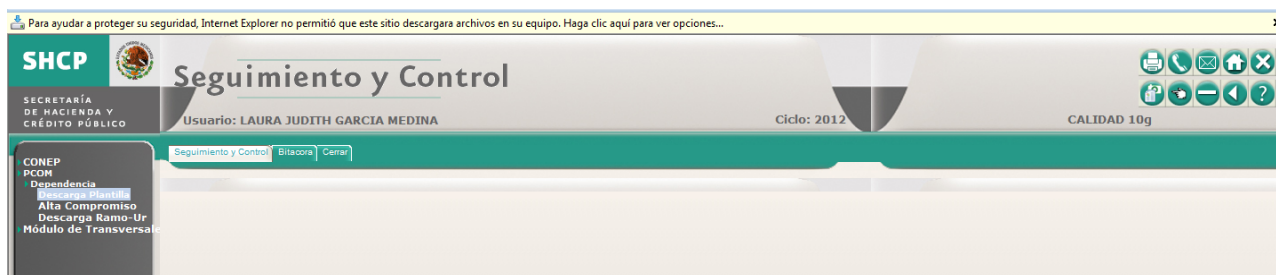 Para ayudar a proteger su seguridad, Internet Explorer no permitió que este sitio descargara archivos en su equipo. Haga clic aquí para ver opciones...
SHCP
SECRETARÍA
DE HACIENDA Y
CRÉDITO PÚBLICO
Seguimiento y Control
Usuario: LAURA JUDITH GARCIA MEDINA
Ciclo: 2012
CALIDAD 10g
Seguimiento y Control
Bitacora
Cerrar
CONEP
PCOM
Dependencia
Descarga Plantilla
Alta Compromiso
Descarga Ramo-Ur
Módulo de Transversale